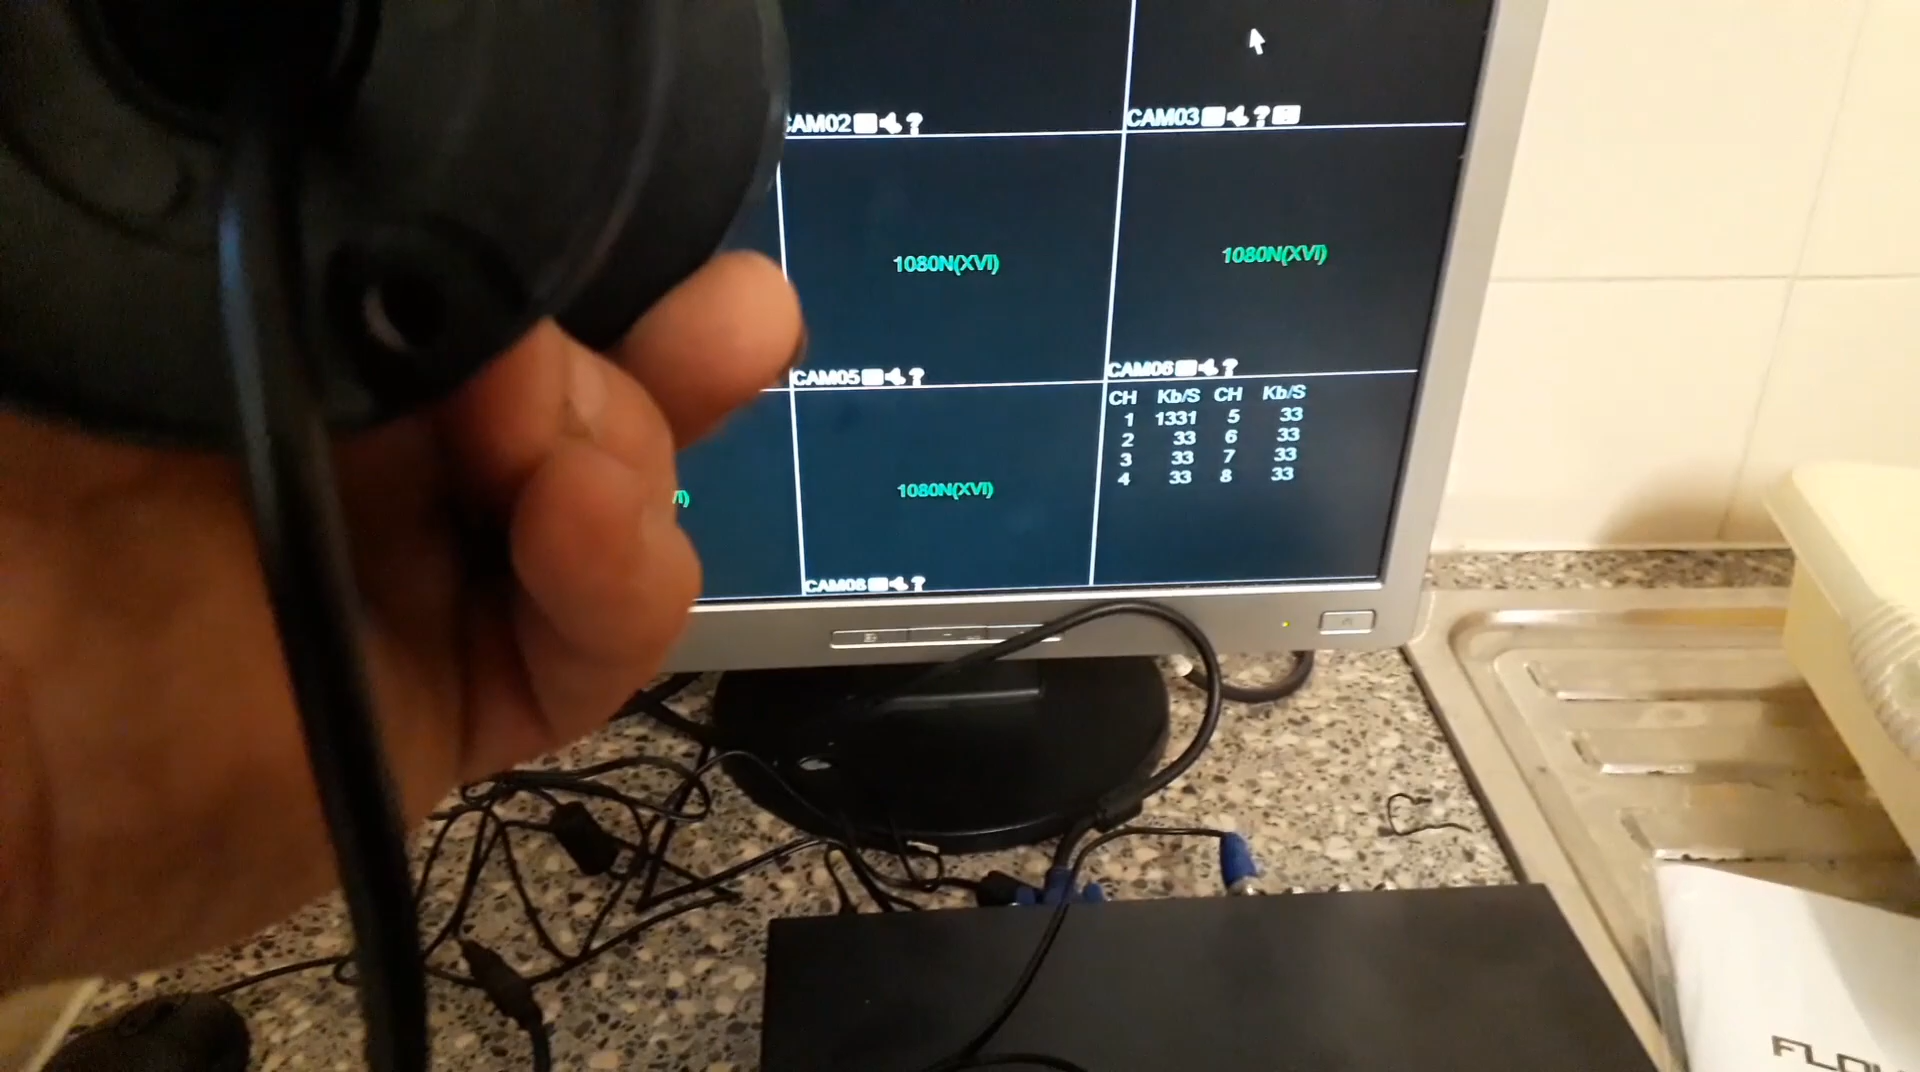 CAM02 ?
CAM03 ?
1080N(XVI)
1080N(XVI)
CAM05 ?
CAM06 ?
CH Kb/S CH Kb/S
1 1331 5 33
2 33 6 33
3 33 7 33
4 33 8 33
VI)
1080N(XVI)
CAM08 ?